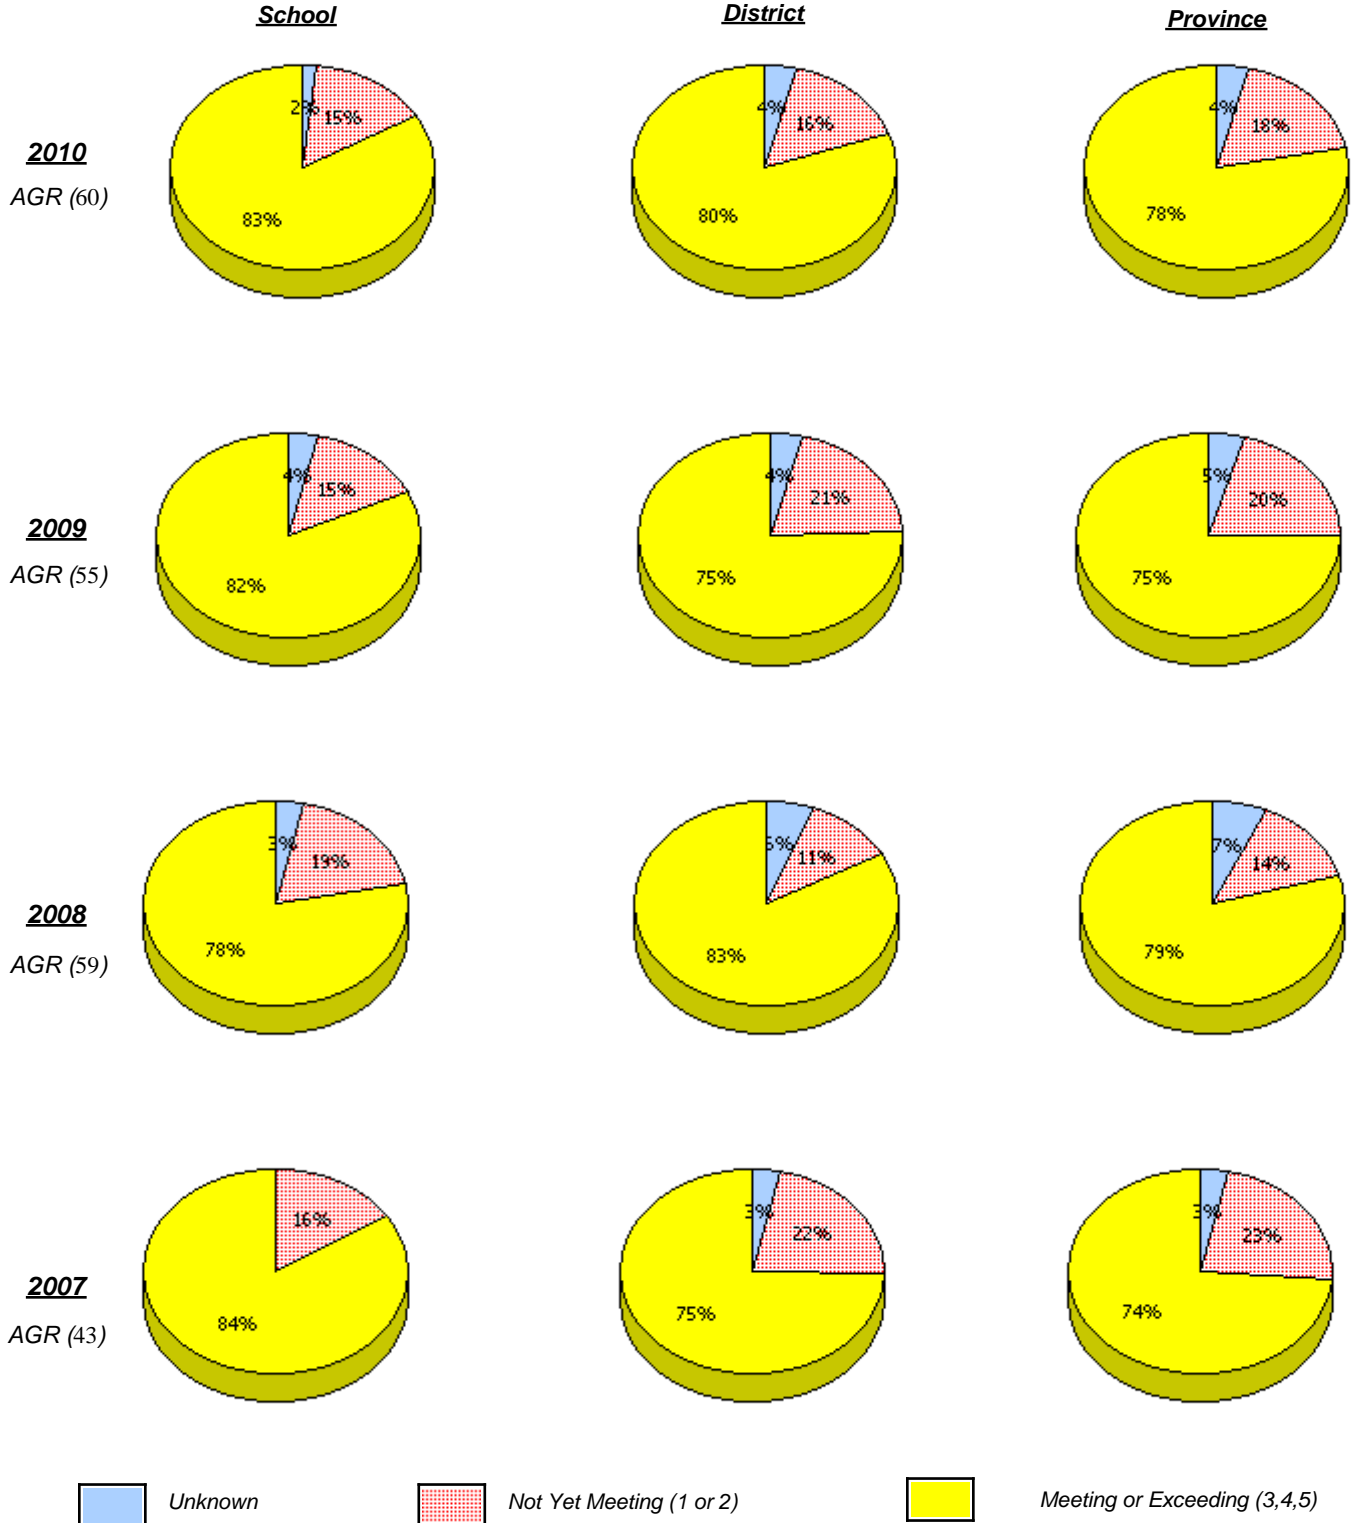 School District Province
2010
AGR (60)
2% 15% 83%
4% 16% 80%
4% 18% 78%
2009
AGR (55)
4% 15% 82%
4% 21% 75%
5% 20% 75%
2008
AGR (59)
3% 19% 78%
11% 83%
7% 14% 79%
2007
AGR (43)
16% 84%
3% 22% 75%
3% 23% 74%
Unknown Not Yet Meeting (1 or 2) Meeting or Exceeding (3,4,5)